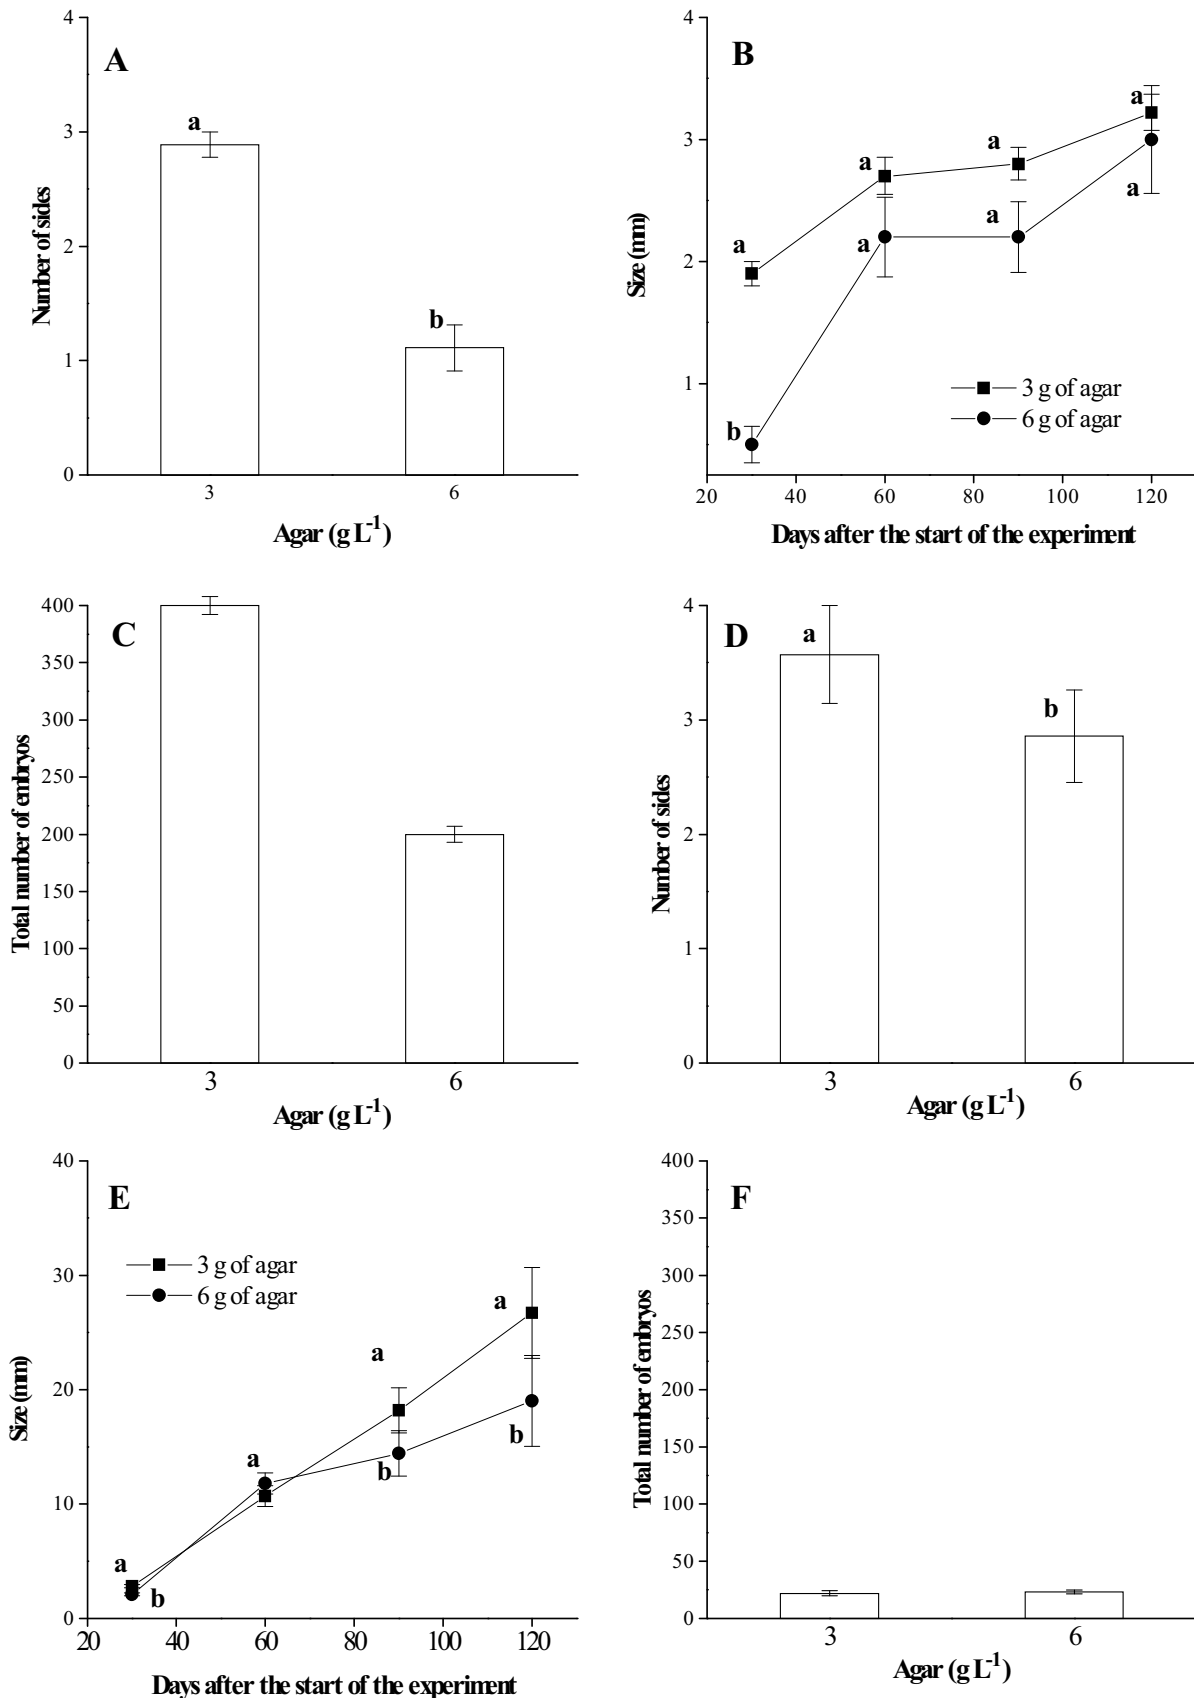 A
Number of sides
4
3
2
1
0
a
b
3
6
Agar (g L-1)
B
Size (mm)
4
3
2
1
a
a
a
a
b
a
a
a
3 g of agar
6 g of agar
20
40
60
80
100
120
Days after the start of the experiment
C
Total number of embryos
400
350
300
250
200
150
100
50
0
3
6
Agar (g L-1)
D
Number of sides
4
3
2
1
0
a
b
3
6
Agar (g L-1)
E
Size (mm)
40
30
20
10
0
3 g of agar
6 g of agar
a
b
a
a
b
a
b
20
40
60
80
100
120
Days after the start of the experiment
F
Total number of embryos
400
350
300
250
200
150
100
50
0
3
6
Agar (g L-1)